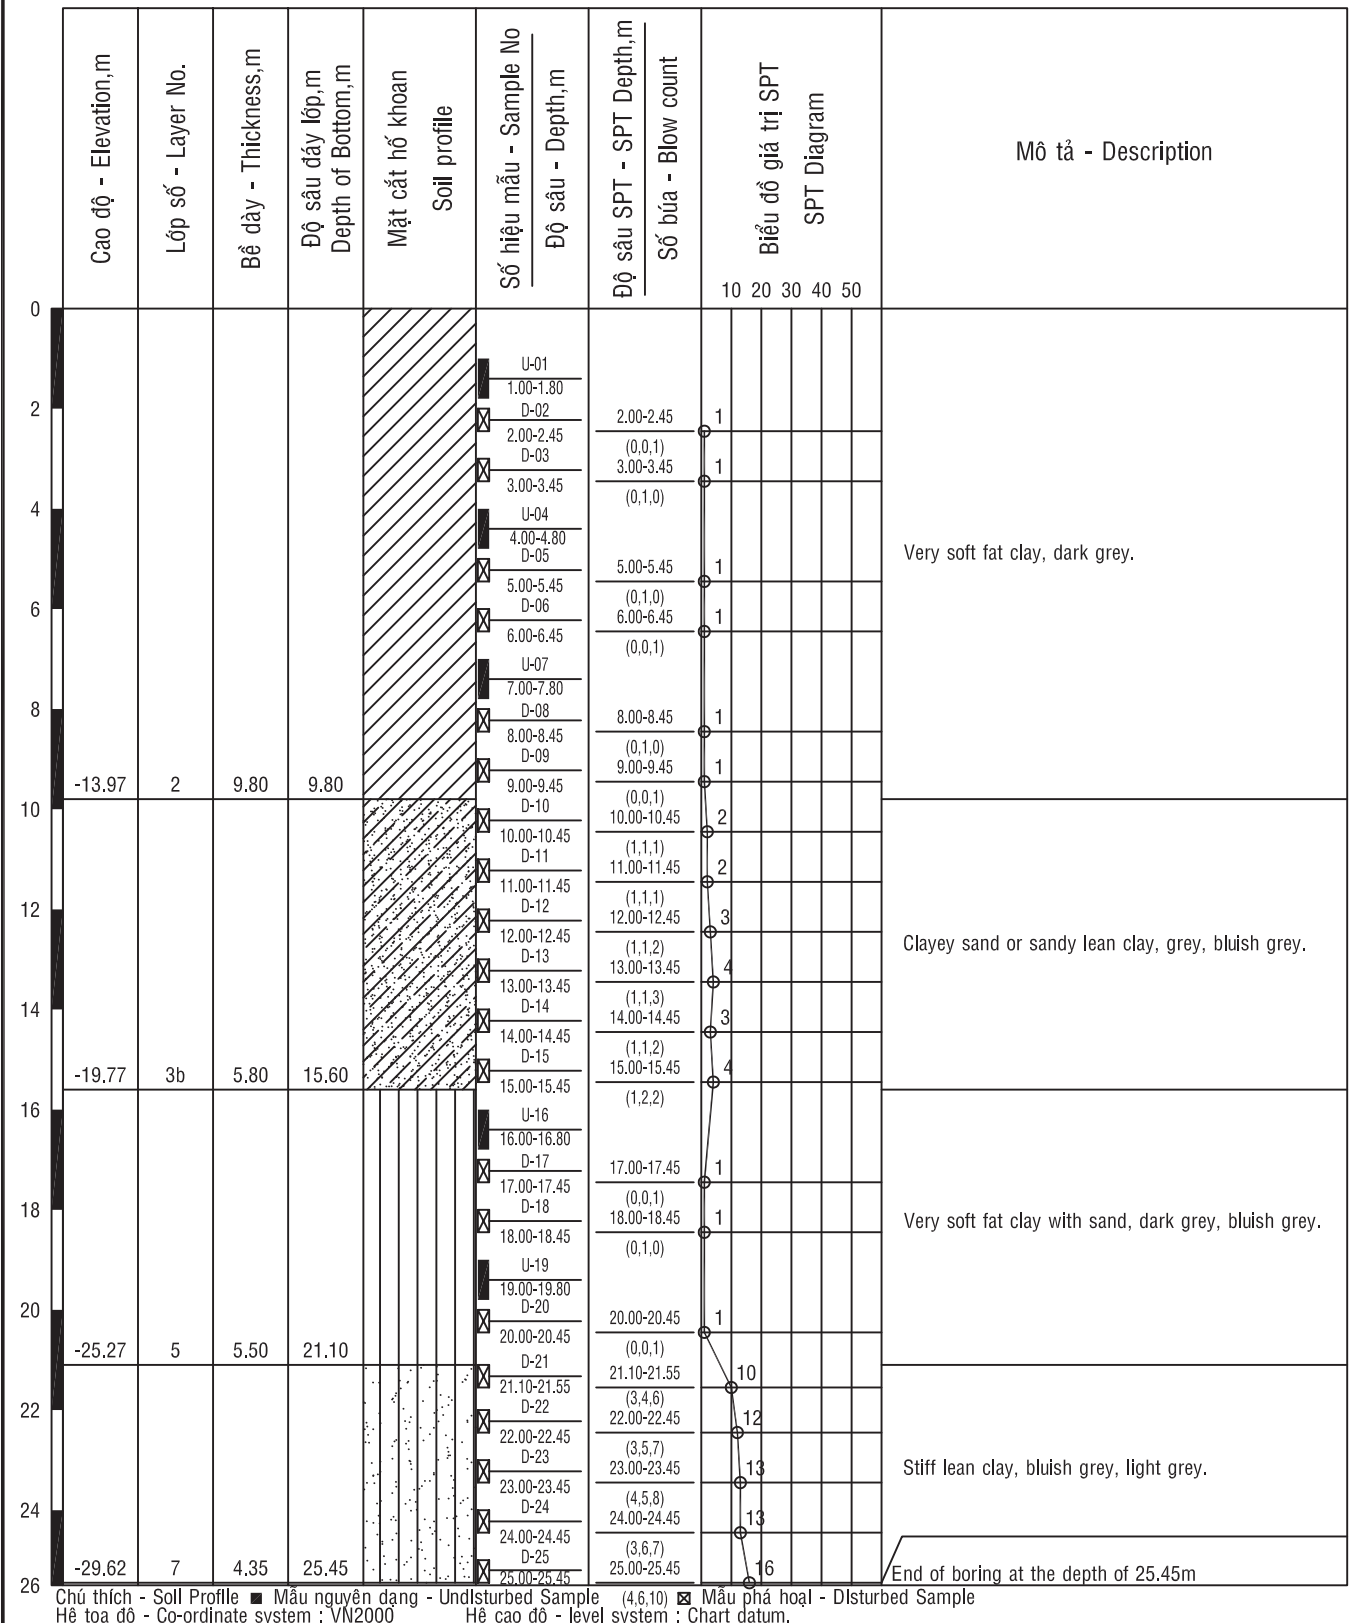 Cao độ - Elevation,m
Lớp số - Layer No.
Bề dày - Thickness,m
Độ sâu đáy lớp,m
Depth of Bottom,m
Mặt cắt hố khoan
Soil profile
Số hiệu mẫu - Sample No
Độ sâu - Depth,m
Độ sâu SPT - SPT Depth,m
Số búa - Blow count
Biểu đồ giá trị SPT
SPT Diagram
10 20 30 40 50
Mô tả - Description
0
2
4
6
8
10
12
14
16
18
20
22
24
26
-13.97 2 9.80 9.80
-19.77 3b 5.80 15.60
-25.27 5 5.50 21.10
-29.62 7 4.35 25.45
U-01
1.00-1.80
D-02
2.00-2.45
D-03
3.00-3.45
U-04
4.00-4.80
D-05
5.00-5.45
D-06
6.00-6.45
U-07
7.00-7.80
D-08
8.00-8.45
D-09
9.00-9.45
D-10
10.00-10.45
D-11
11.00-11.45
D-12
12.00-12.45
D-13
13.00-13.45
D-14
14.00-14.45
D-15
15.00-15.45
U-16
16.00-16.80
D-17
17.00-17.45
D-18
18.00-18.45
U-19
19.00-19.80
D-20
20.00-20.45
D-21
21.10-21.55
D-22
22.00-22.45
D-23
23.00-23.45
D-24
24.00-24.45
D-25
25.00-25.45
2.00-2.45 1
(0,0,1)
3.00-3.45 1
(0,1,0)
5.00-5.45 1
(0,1,0)
6.00-6.45 1
(0,0,1)
8.00-8.45 1
(0,1,0)
9.00-9.45 1
(0,0,1)
10.00-10.45 2
(1,1,1)
11.00-11.45 2
(1,1,1)
12.00-12.45 3
(1,1,2)
13.00-13.45 4
(1,1,3)
14.00-14.45 3
(1,1,2)
15.00-15.45 4
(1,2,2)
17.00-17.45 1
(0,0,1)
18.00-18.45 1
(0,1,0)
20.00-20.45 1
(0,0,1)
21.10-21.55 10
(3,4,6)
22.00-22.45 12
(3,5,7)
23.00-23.45 13
(4,5,8)
24.00-24.45 13
(3,6,7)
25.00-25.45 16
(4,6,10)
Very soft fat clay, dark grey.
Clayey sand or sandy lean clay, grey, bluish grey.
Very soft fat clay with sand, dark grey, bluish grey.
Stiff lean clay, bluish grey, light grey.
End of boring at the depth of 25.45m
Chú thích - Soil Profile Mẫu nguyên dạng - Undisturbed Sample Mẫu phá hoại - Disturbed Sample
Hệ tọa độ - Co-ordinate system : VN2000 Hệ cao độ - level system : Chart datum.